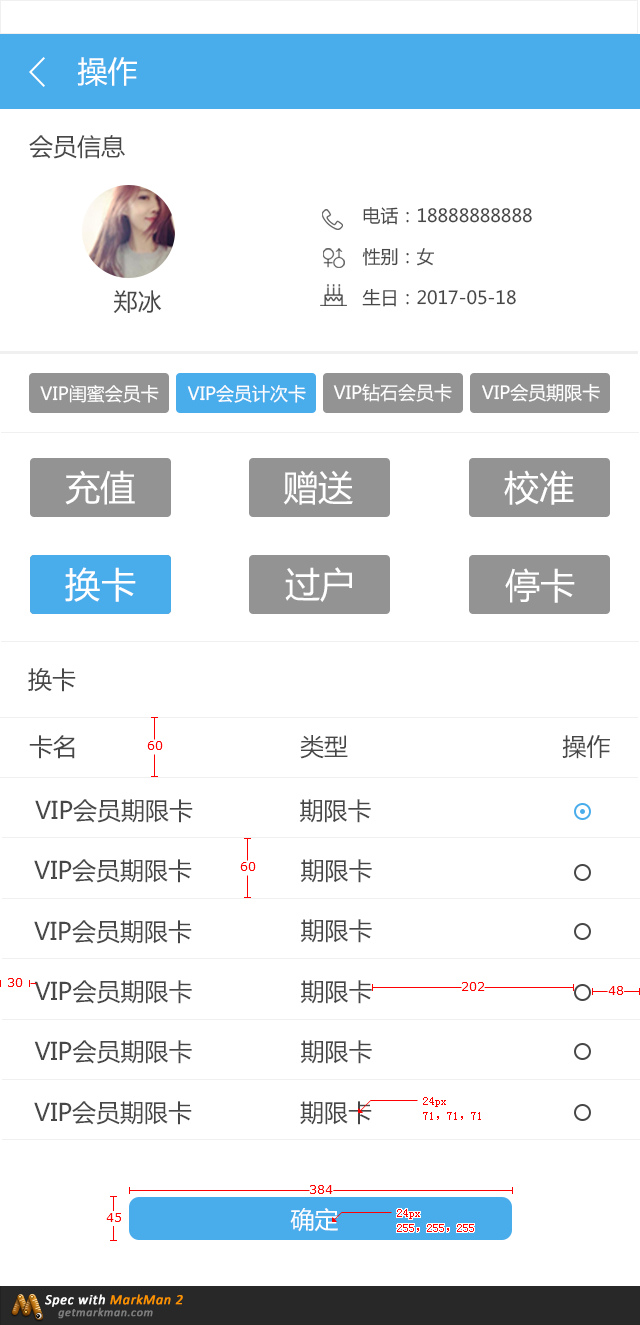 操作
会员信息
电话：18888888888
性别：女
郑冰
生日：2017-05-18
VIP闺蜜会员卡 VIP会员计次卡 VIP钻石会员卡 VIP会员期限卡
充值 赠送 校准
换卡 过户 停卡
换卡
卡名 60 类型 操作
VIP会员期限卡 期限卡
VIP会员期限卡 60 期限卡
VIP会员期限卡 期限卡
30 VIP会员期限卡 期限卡 202 48
VIP会员期限卡 期限卡
VIP会员期限卡 期限卡 24px
71, 71, 71
384
45 确定 24px
255, 255, 255
Spec with MarkMan 2
getmarkman.com